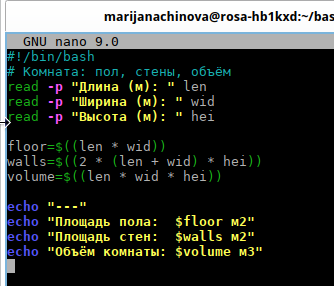 marijanachinova@rosa-hb1kxd:~/bas
GNU nano 9.0
#!/bin/bash
# Комната: пол, стены, объём
read -p "Длина (м): " len
read -p "Ширина (м): " wid
read -p "Высота (м): " hei
floor=$((len * wid))
walls=$((2 * (len + wid) * hei))
volume=$((len * wid * hei))
echo "---"
echo "Площадь пола:  $floor м2"
echo "Площадь стен:  $walls м2"
echo "Объём комнаты: $volume м3"